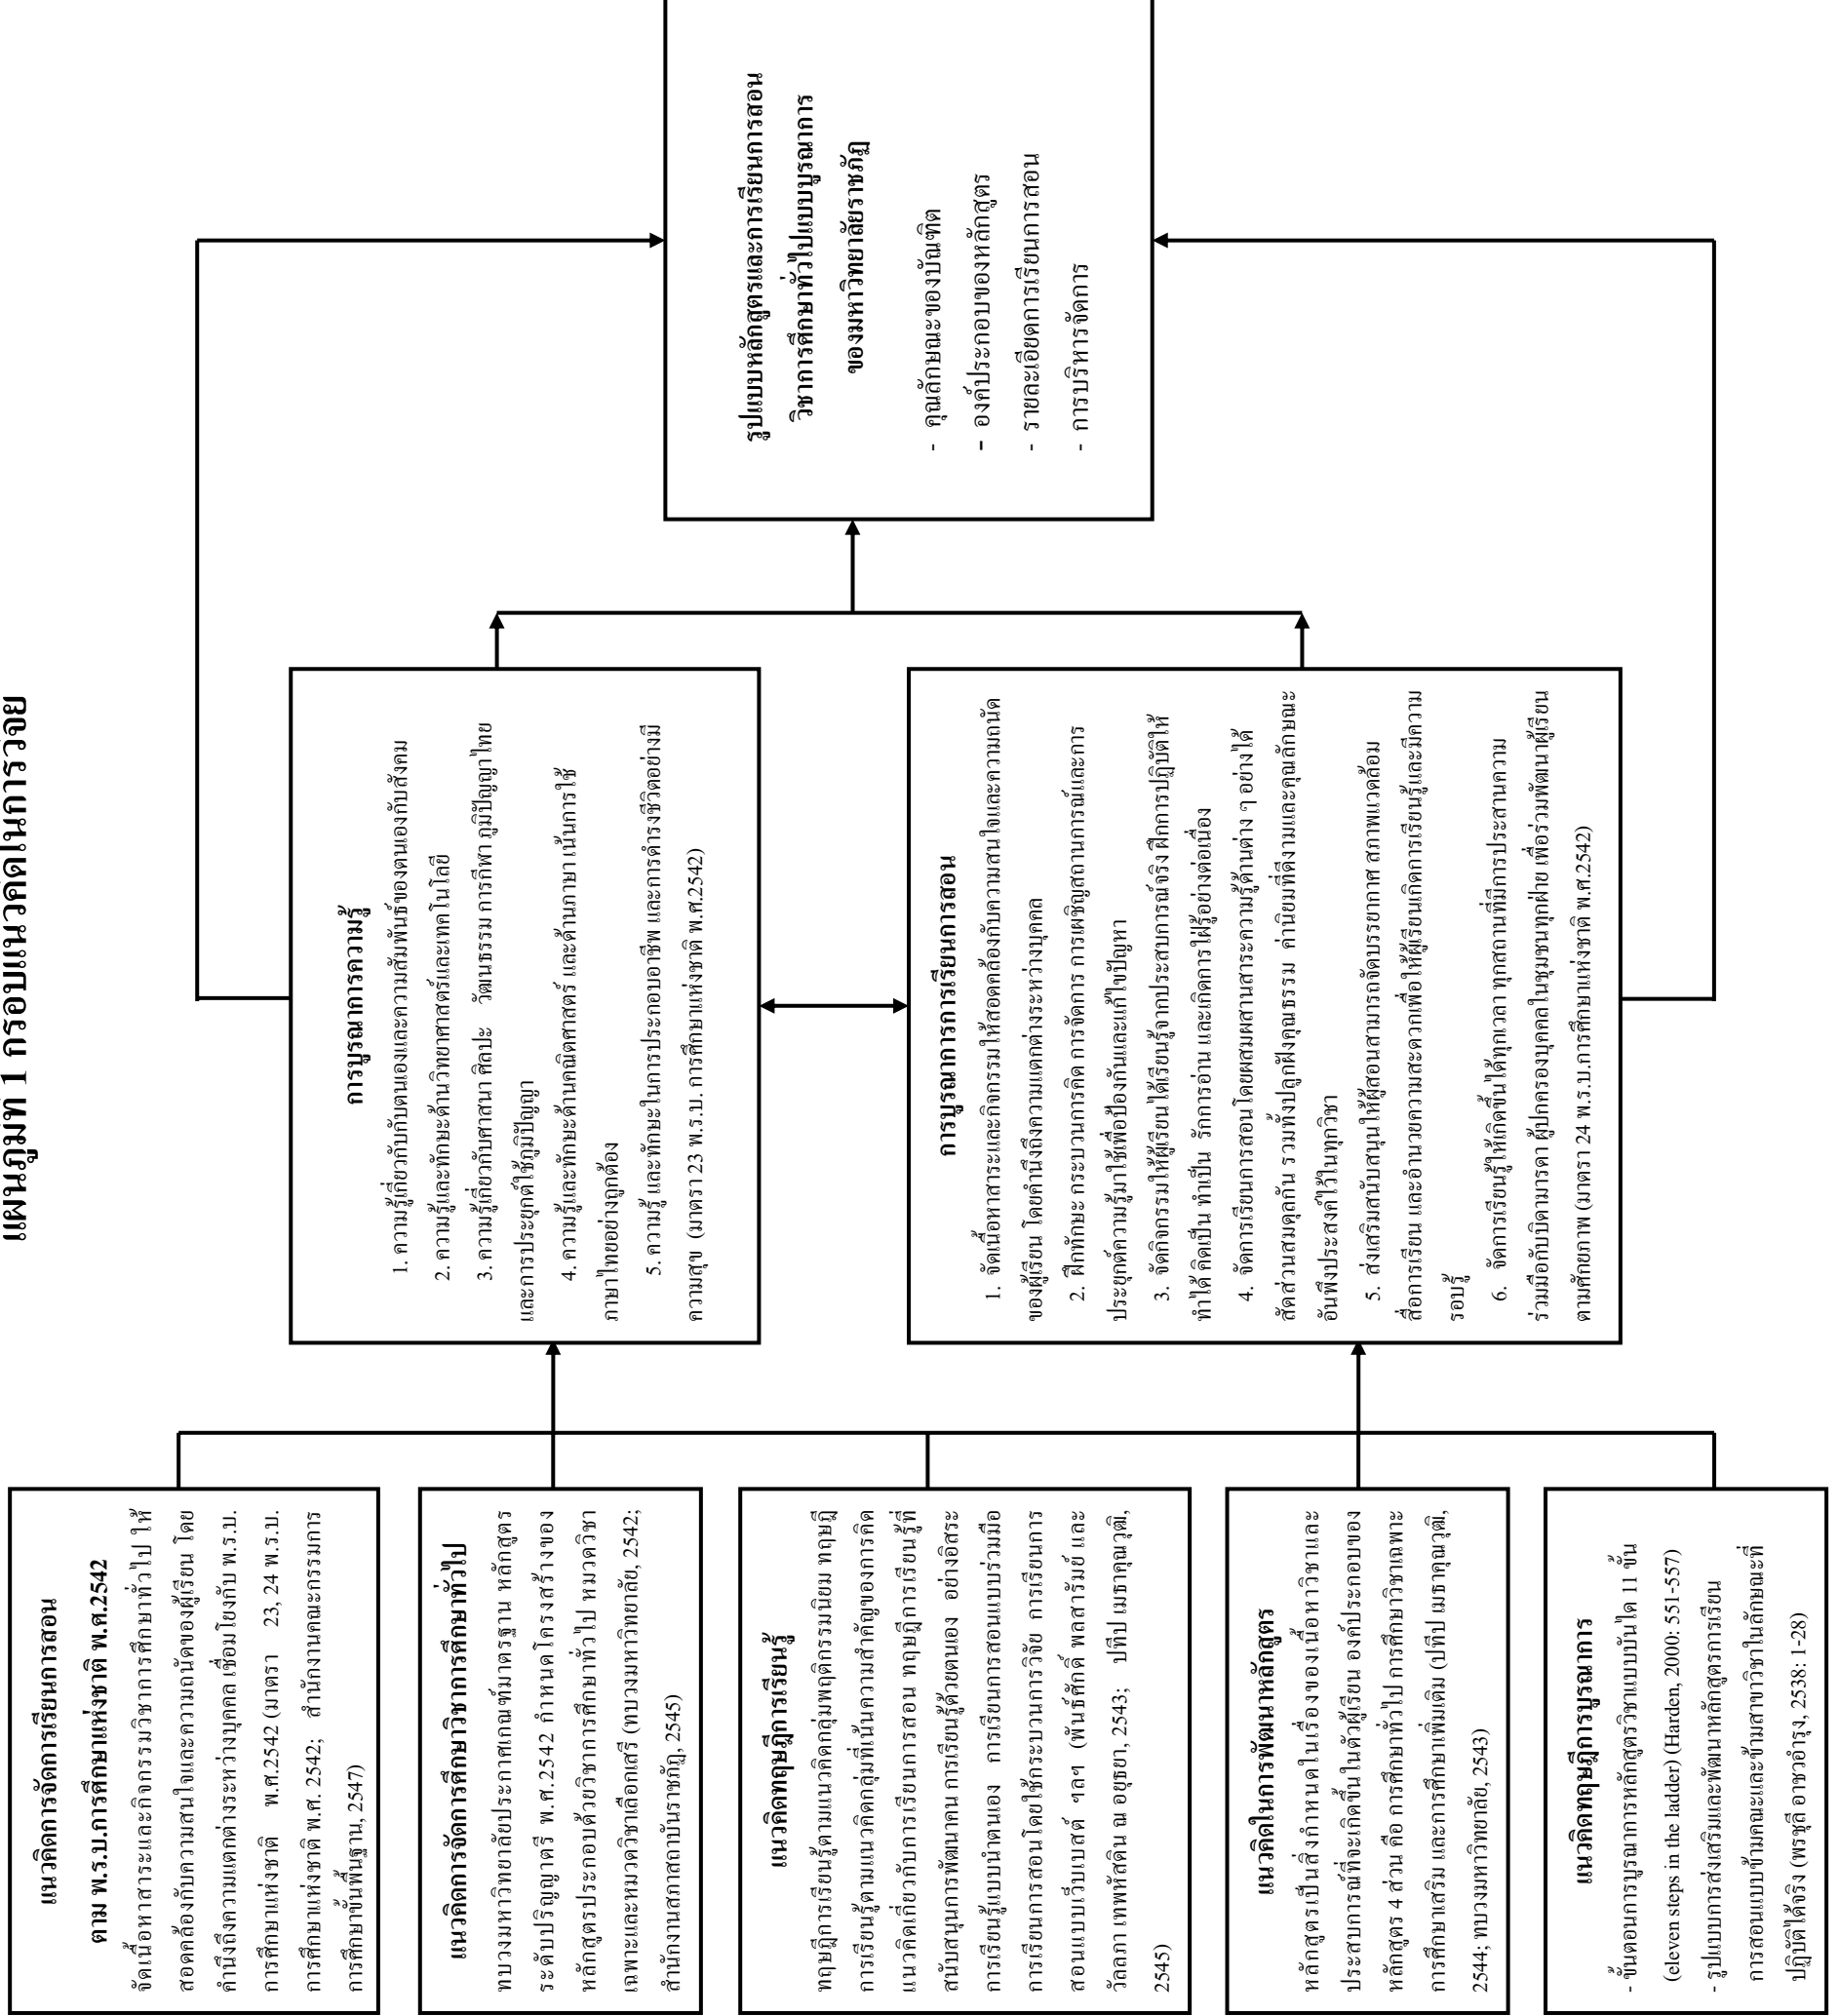 แผนภูมิที่ 1 กรอบแนวคิดในการวิจัย
แนวคิดการจัดการเรียนการสอน
ตาม พ.ร.บ.การศึกษาแห่งชาติ พ.ศ.2542
จัดเนื้อหาสาระและกิจกรรมวิชาการศึกษาทั่วไป ให้
สอดคล้องกับความสนใจและความถนัดของผู้เรียน โดย
คำนึงถึงความแตกต่างระหว่างบุคคล เชื่อมโยงกับ พ.ร.บ.
การศึกษาแห่งชาติ พ.ศ.2542 (มาตรา 23, 24 พ.ร.บ.
การศึกษาแห่งชาติ พ.ศ. 2542; สำนักงานคณะกรรมการ
การศึกษาขั้นพื้นฐาน, 2547)
แนวคิดการจัดการศึกษาวิชาการศึกษาทั่วไป
ทบวงมหาวิทยาลัยประกาศเกณฑ์มาตรฐาน หลักสูตร
ระดับปริญญาตรี พ.ศ.2542 กำหนดโครงสร้างของ
หลักสูตรประกอบด้วยวิชาการศึกษาทั่วไป หมวดวิชา
เฉพาะและหมวดวิชาเลือกเสรี (ทบวงมหาวิทยาลัย, 2542;
สำนักงานสภาสถาบันราชภัฏ, 2545)
แนวคิดทฤษฎีการเรียนรู้
ทฤษฎีการเรียนรู้ตามแนวคิดกลุ่มพฤติกรรมนิยม ทฤษฎี
การเรียนรู้ตามแนวคิดกลุ่มที่เน้นความสำคัญของการคิด
แนวคิดเกี่ยวกับการเรียนการสอน ทฤษฎีการเรียนรู้ที่
สนับสนุนการพัฒนาคน การเรียนรู้ด้วยตนเอง อย่างอิสระ
การเรียนรู้แบบนำตนเอง การเรียนการสอนแบบร่วมมือ
การเรียนการสอนโดยใช้กระบวนการวิจัย การเรียนการ
สอนแบบเว็บเบสต์ ฯลฯ (พันธ์ศักดิ์ พลสารัมย์ และ
วัลลภา เทพหัสดิน ณ อยุธยา, 2543; ปทีป เมธาคุณวุฒิ,
2545)
แนวคิดในการพัฒนาหลักสูตร
หลักสูตรเป็นสิ่งกำหนดในเรื่องของเนื้อหาวิชาและ
ประสบการณ์ที่จะเกิดขึ้นในตัวผู้เรียน องค์ประกอบของ
หลักสูตร 4 ส่วน คือ การศึกษาทั่วไป การศึกษาวิชาเฉพาะ
การศึกษาเสริม และการศึกษาเพิ่มเติม (ปทีป เมธาคุณวุฒิ,
2544; ทบวงมหาวิทยาลัย, 2543)
แนวคิดทฤษฎีการบูรณาการ
- ขั้นตอนการบูรณาการหลักสูตรวิชาแบบบันได 11 ขั้น
(eleven steps in the ladder) (Harden, 2000: 551-557)
- รูปแบบการส่งเสริมและพัฒนาหลักสูตรการเรียน
การสอนแบบข้ามคณะและข้ามสาขาวิชาในลักษณะที่
ปฏิบัติได้จริง (พรชุลี อาชวอำรุง, 2538: 1-28)
การบูรณาการความรู้
1. ความรู้เกี่ยวกับกับตนเองและความสัมพันธ์ของตนเองกับสังคม
2. ความรู้และทักษะด้านวิทยาศาสตร์และเทคโนโลยี
3. ความรู้เกี่ยวกับศาสนา ศิลปะ วัฒนธรรม การกีฬา ภูมิปัญญาไทย
และการประยุกต์ใช้ภูมิปัญญา
4. ความรู้และทักษะด้านคณิตศาสตร์ และด้านภาษา เน้นการใช้
ภาษาไทยอย่างถูกต้อง
5. ความรู้ และทักษะในการประกอบอาชีพ และการดำรงชีวิตอย่างมี
ความสุข (มาตรา 23 พ.ร.บ. การศึกษาแห่งชาติ พ.ศ.2542)
การบูรณาการการเรียนการสอน
1. จัดเนื้อหาสาระและกิจกรรมให้สอดคล้องกับความสนใจและความถนัด
ของผู้เรียน โดยคำนึงถึงความแตกต่างระหว่างบุคคล
2. ฝึกทักษะ กระบวนการคิด การจัดการ การเผชิญสถานการณ์และการ
ประยุกต์ความรู้มาใช้เพื่อป้องกันและแก้ไขปัญหา
3. จัดกิจกรรมให้ผู้เรียนได้เรียนรู้จากประสบการณ์จริง ฝึกการปฏิบัติให้
ทำได้ คิดเป็น ทำเป็น รักการอ่าน และเกิดการใฝ่รู้อย่างต่อเนื่อง
4. จัดการเรียนการสอนโดยผสมผสานสาระความรู้ด้านต่าง ๆ อย่างได้
สัดส่วนสมดุลกัน รวมทั้งปลูกฝังคุณธรรม ค่านิยมที่ดีงามและคุณลักษณะ
อันพึงประสงค์ไว้ในทุกวิชา
5. ส่งเสริมสนับสนุนให้ผู้สอนสามารถจัดบรรยากาศ สภาพแวดล้อม
สื่อการเรียน และอำนวยความสะดวกเพื่อให้ผู้เรียนเกิดการเรียนรู้และมีความ
รอบรู้
6. จัดการเรียนรู้ให้เกิดขึ้นได้ทุกเวลา ทุกสถานที่มีการประสานความ
ร่วมมือกับบิดามารดา ผู้ปกครองบุคคลในชุมชนทุกฝ่าย เพื่อร่วมพัฒนาผู้เรียน
ตามศักยภาพ (มาตรา 24 พ.ร.บ.การศึกษาแห่งชาติ พ.ศ.2542)
รูปแบบหลักสูตรและการเรียนการสอน
วิชาการศึกษาทั่วไปแบบบูรณาการ
ของมหาวิทยาลัยราชภัฏ
- คุณลักษณะของบัณฑิต
- องค์ประกอบของหลักสูตร
- รายละเอียดการเรียนการสอน
- การบริหารจัดการ